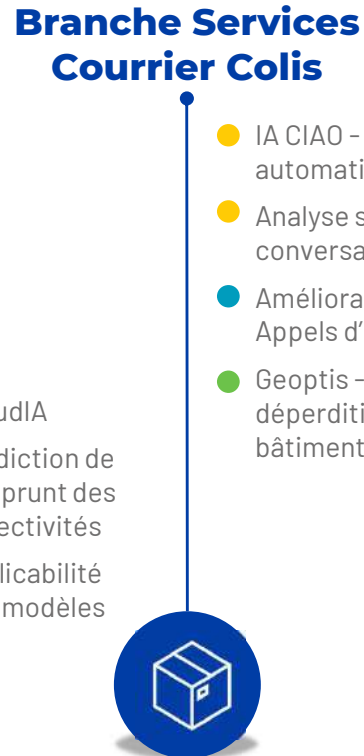 Branche Services
Courrier Colis
IA CIAO -
automati
Analyse s
conversa
Améliora
Appels d'
Geoptis –
déperditi
bâtiment
udIA
diction de
prunt des
ectivités
licabilité
modèles